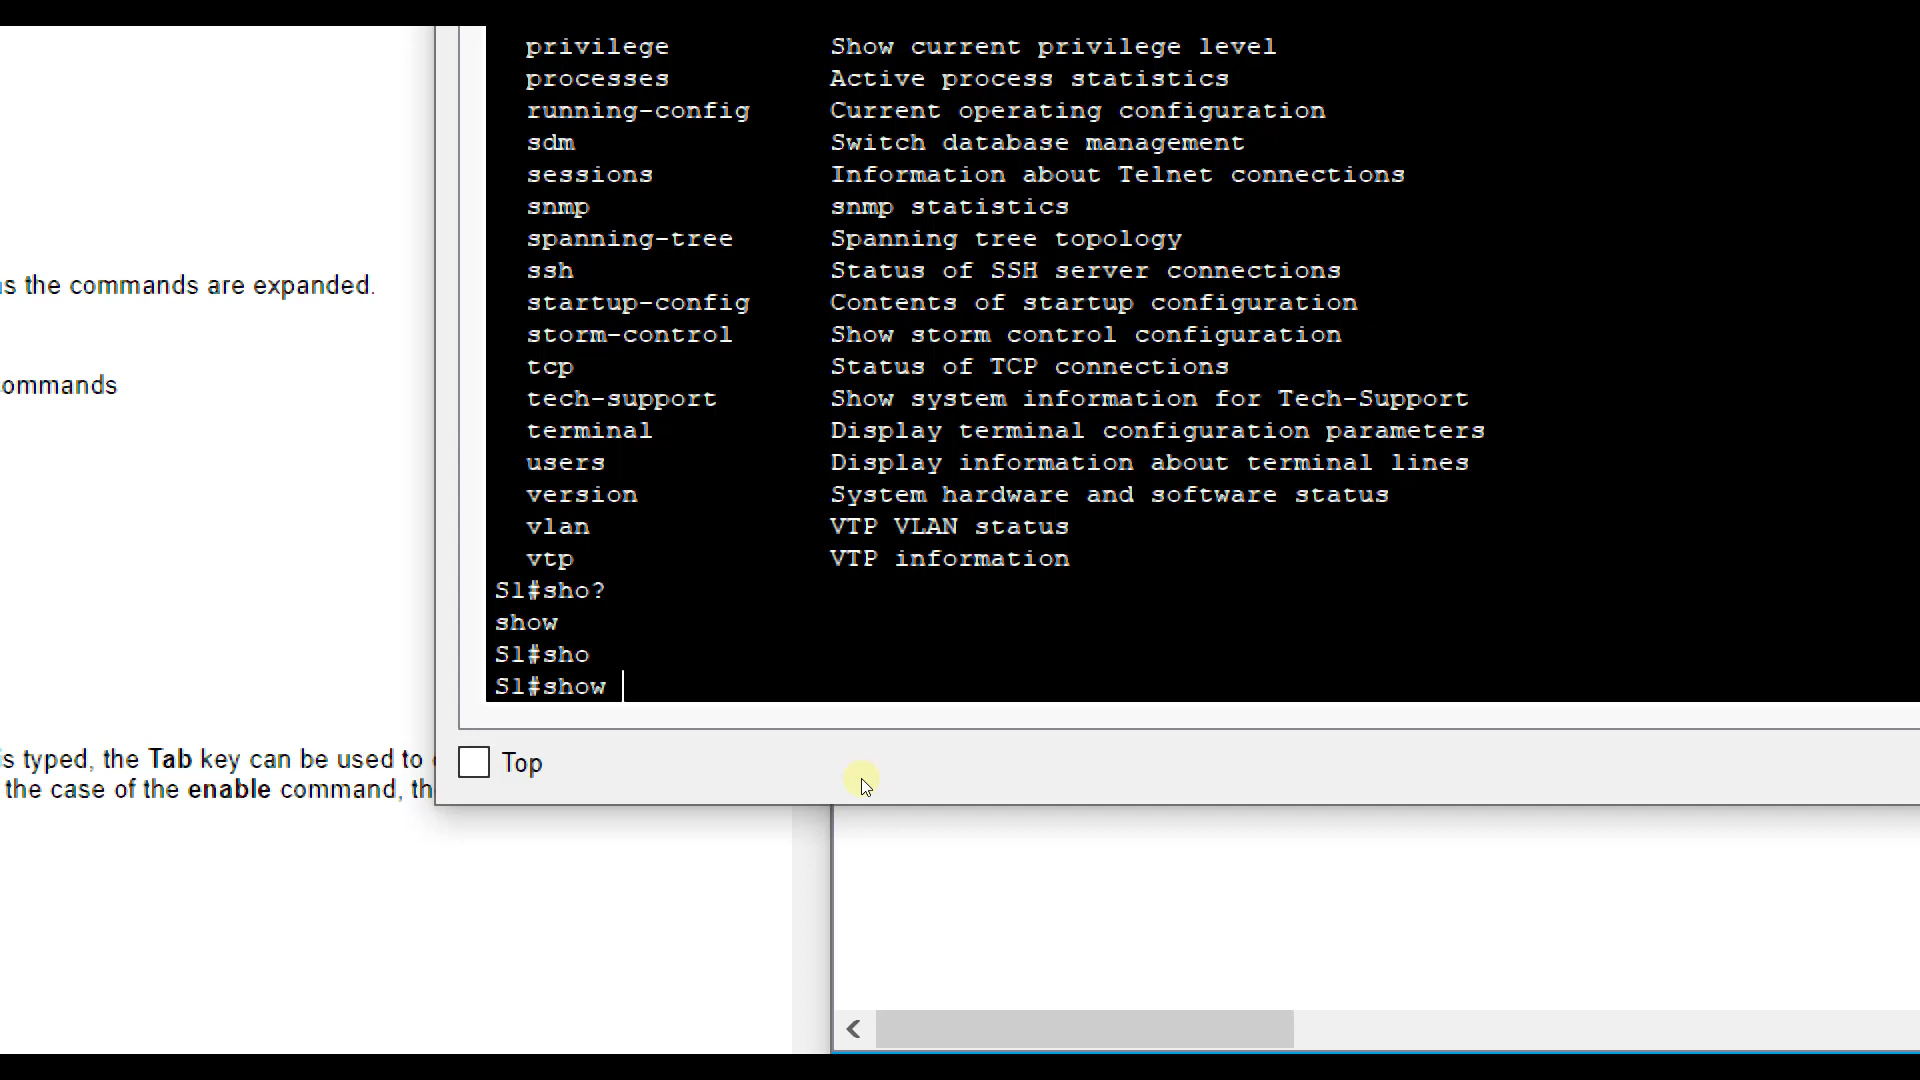 s the commands are expanded.
ommands
is typed, the Tab key can be used to
the case of the enable command, th
privilege Show current privilege level
processes Active process statistics
running-config Current operating configuration
sdm Switch database management
sessions Information about Telnet connections
snmp snmp statistics
spanning-tree Spanning tree topology
ssh Status of SSH server connections
startup-config Contents of startup configuration
storm-control Show storm control configuration
tcp Status of TCP connections
tech-support Show system information for Tech-Support
terminal Display terminal configuration parameters
users Display information about terminal lines
version System hardware and software status
vlan VTP VLAN status
vtp VTP information
S1#sho?
show
S1#sho
S1#show
Top